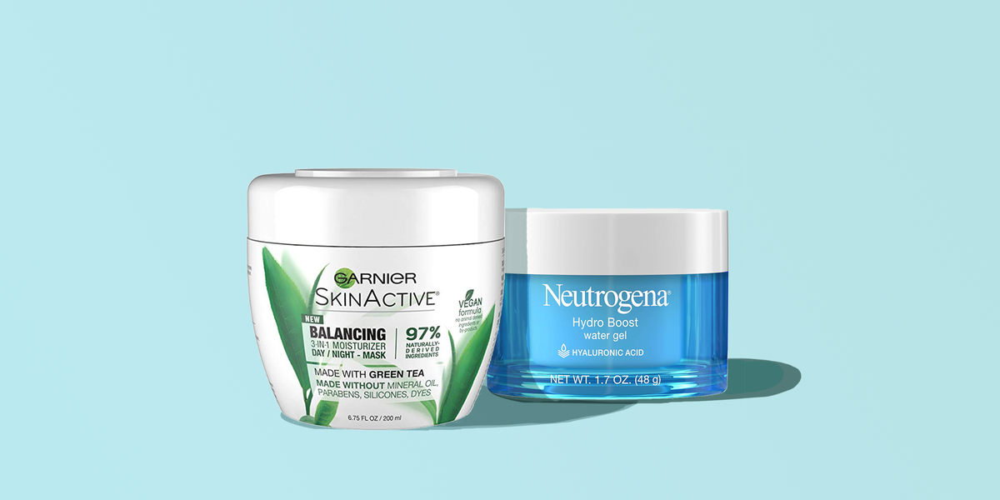 GARNIER
SKINACTIVE®
NEW
BALANCING
3-IN-1 MOISTURIZER
DAY / NIGHT - MASK
97%
NATURALLY-
DERIVED
INGREDIENTS
VEGAN
formula
no animal derived
ingredients or
by-products
MADE WITH GREEN TEA
MADE WITHOUT MINERAL OIL,
PARABENS, SILICONES, DYES
6.75 FL OZ / 200 ml
Neutrogena®
Hydro Boost
water gel
HYALURONIC ACID
NET WT. 1.7 OZ. (48 g)